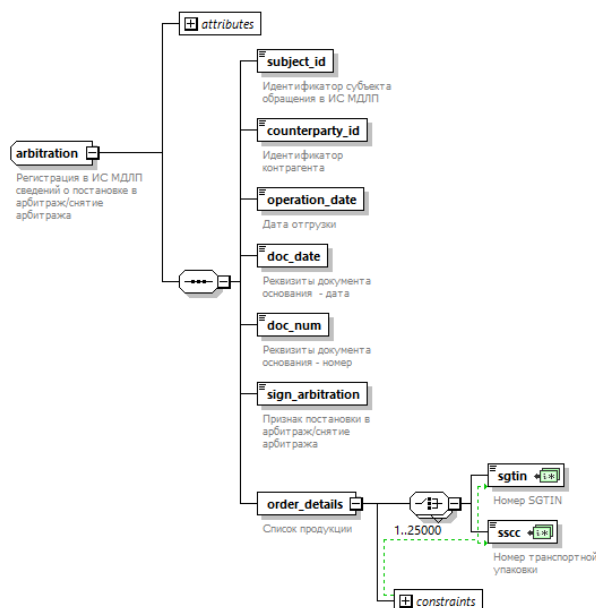 attributes
subject_id
Идентификатор субъекта
обращения в ИС МДЛП
counterparty_id
Идентификатор
контрагента
arbitration
Регистрация в ИС МДЛП
сведений о постановке в
арбитраж/снятие
арбитража
operation_date
Дата отгрузки
doc_date
Реквизиты документа
основания - дата
doc_num
Реквизиты документа
основания - номер
sign_arbitration
Признак постановки в
арбитраж/снятие
арбитража
order_details
Список продукции
1..25000
sgtin
Номер SGTIN
sscc
Номер транспортной
упаковки
constraints